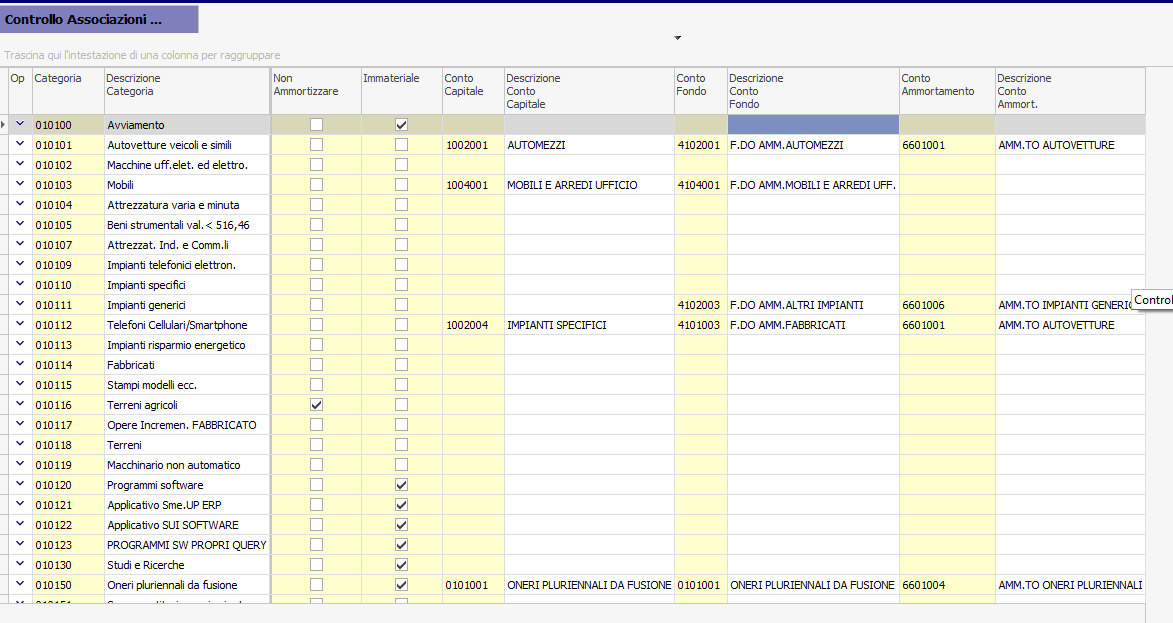 Controllo Associazioni ...
Trascina qui l'intestazione di una colonna per raggruppare
Op Categoria Descrizione Categoria Non Ammortizzare Immateriale Conto Capitale Descrizione Conto Capitale Conto Fondo Descrizione Conto Fondo Conto Ammortamento Descrizione Conto Ammort.
010100 Avviamento
010101 Autovetture veicoli e simili 1002001 AUTOMEZZI 4102001 F.DO AMM.AUTOMEZZI 6601001 AMM.TO AUTOVETTURE
010102 Macchine uff.elet. ed elettro.
010103 Mobili 1004001 MOBILI E ARREDI UFFICIO 4104001 F.DO AMM.MOBILI E ARREDI UFF.
010104 Attrezzatura varia e minuta
010105 Beni strumentali val.< 516,46
010107 Attrezzat. Ind. e Comm.li
010109 Impianti telefonici elettron.
010110 Impianti specifici
010111 Impianti generici 4102003 F.DO AMM.ALTRI IMPIANTI 6601006 AMM.TO IMPIANTI GENERIC Control
010112 Telefoni Cellulari/Smartphone 1002004 IMPIANTI SPECIFICI 4101003 F.DO AMM.FABBRICATI 6601001 AMM.TO AUTOVETTURE
010113 Impianti risparmio energetico
010114 Fabbricati
010115 Stampi modelli ecc.
010116 Terreni agricoli
010117 Opere Incremen. FABBRICATO
010118 Terreni
010119 Macchinario non automatico
010120 Programmi software
010121 Applicativo Sme.UP ERP
010122 Applicativo SUI SOFTWARE
010123 PROGRAMMI SW PROPRI QUERY
010130 Studi e Ricerche
010150 Oneri pluriennali da fusione 0101001 ONERI PLURIENNALI DA FUSIONE 0101001 ONERI PLURIENNALI DA FUSIONE 6601004 AMM.TO ONERI PLURIENNALI